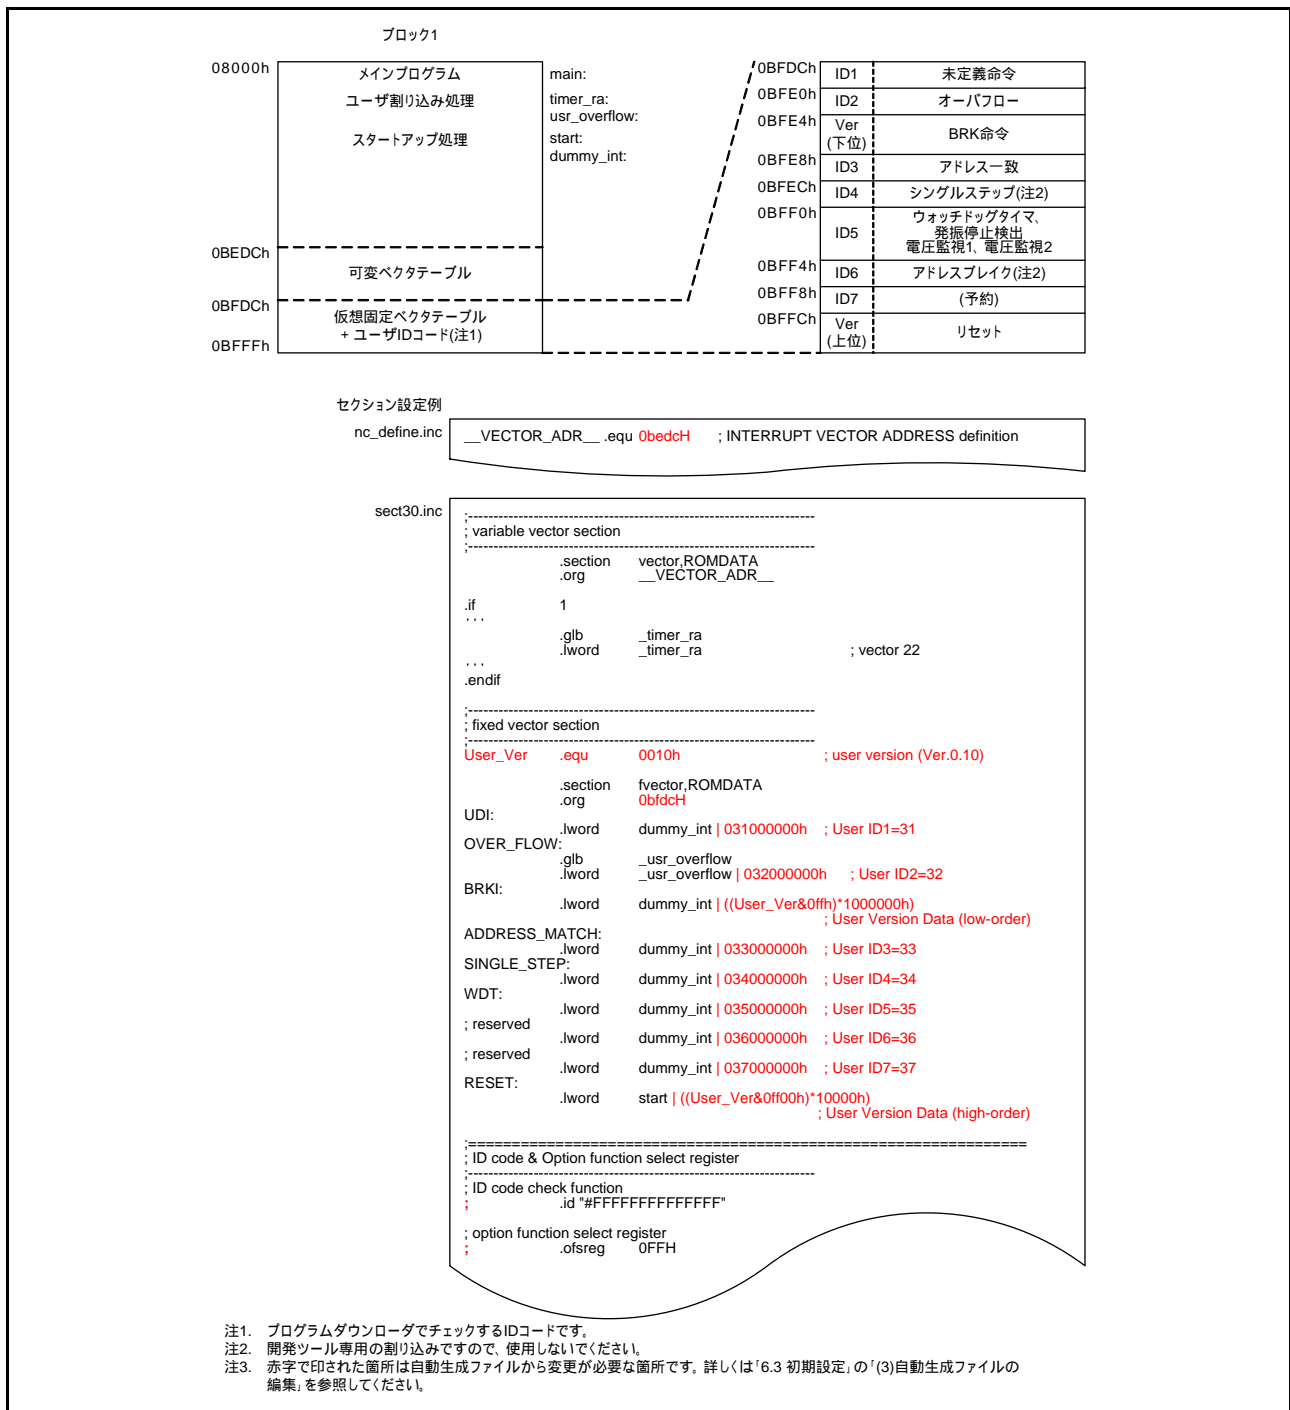 ブロック1
08000h
メインプログラム
main:
ユーザ割り込み処理
timer_ra:
usr_overflow:
スタートアップ処理
start:
dummy_int:
0BEDCh
可変ベクタテーブル
0BFDCh
仮想固定ベクタテーブル
+ ユーザIDコード(注1)
0BFFFh
0BFDCh
ID1
未定義命令
0BFE0h
ID2
オーバフロー
0BFE4h
Ver
(下位)
BRK命令
0BFE8h
ID3
アドレス一致
0BFECh
ID4
シングルステップ(注2)
0BFF0h
ID5
ウォッチドッグタイマ、
発振停止検出
電圧監視1、電圧監視2
0BFF4h
ID6
アドレスブレイク(注2)
0BFF8h
ID7
(予約)
0BFFCh
Ver
(上位)
リセット
セクション設定例
nc_define.inc
__VECTOR_ADR__ .equ 0bedcH ; INTERRUPT VECTOR ADDRESS definition
sect30.inc
;---------------------------------------------------------------------
; variable vector section
;---------------------------------------------------------------------
.section vector,ROMDATA
.org __VECTOR_ADR__
.if 1
...
.glb _timer_ra
.lword _timer_ra ; vector 22
...
.endif
;---------------------------------------------------------------------
; fixed vector section
;---------------------------------------------------------------------
User_Ver .equ 0010h ; user version (Ver.0.10)
.section fvector,ROMDATA
.org 0bfdcH
UDI:
.lword dummy_int | 031000000h ; User ID1=31
OVER_FLOW:
.glb _usr_overflow
.lword _usr_overflow | 032000000h ; User ID2=32
BRKI:
.lword dummy_int | ((User_Ver&0ffh)*1000000h)
; User Version Data (low-order)
ADDRESS_MATCH:
.lword dummy_int | 033000000h ; User ID3=33
SINGLE_STEP:
.lword dummy_int | 034000000h ; User ID4=34
WDT:
.lword dummy_int | 035000000h ; User ID5=35
; reserved
.lword dummy_int | 036000000h ; User ID6=36
; reserved
.lword dummy_int | 037000000h ; User ID7=37
RESET:
.lword start | ((User_Ver&0ff00h)*10000h)
; User Version Data (high-order)
;================================================================
; ID code & Option function select register
;---------------------------------------------------------------------
; ID code check function
; .id "#FFFFFFFFFFFFFF"
; option function select register
; .ofsreg 0FFH
注1. プログラムダウンローダでチェックするIDコードです。
注2. 開発ツール専用の割り込みですので、使用しないでください。
注3. 赤字で印された箇所は自動生成ファイルから変更が必要な箇所です。詳しくは「6.3 初期設定」の「(3)自動生成ファイルの
編集」を参照してください。